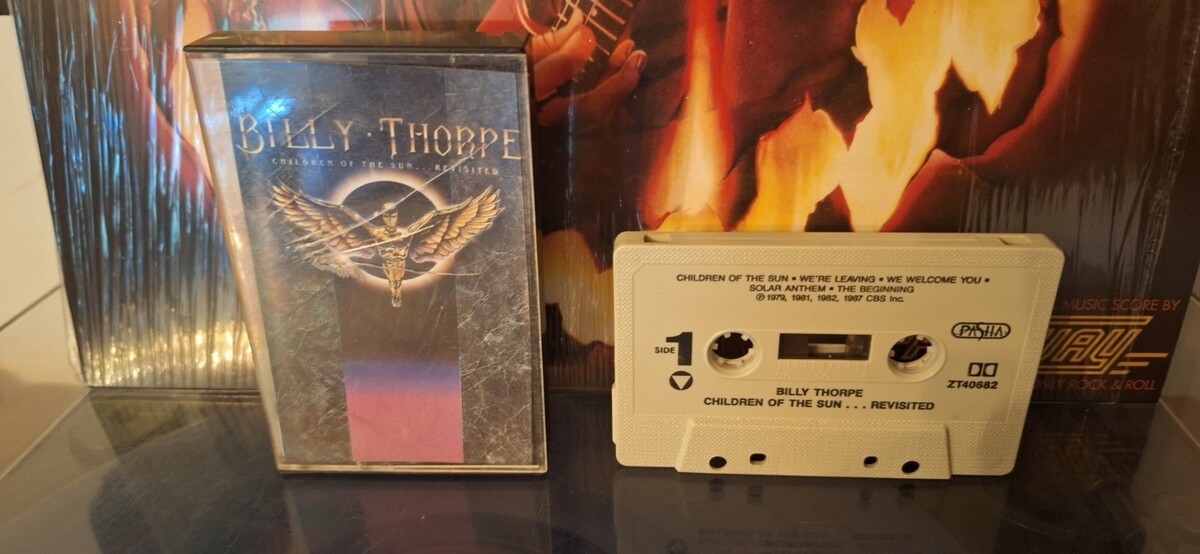 BILLY · THORPE
CHILDREN OF THE SUN... REVISITED
CHILDREN OF THE SUN • WE'RE LEAVING • WE WELCOME YOU •
SOLAR ANTHEM • THE BEGINNING
℗ 1979, 1981, 1982, 1987 CBS Inc.
SIDE 1
PASHA
ZT40682
BILLY THORPE
CHILDREN OF THE SUN . . . REVISITED
MUSIC SCORE BY
WAY
ONLY ROCK & ROLL